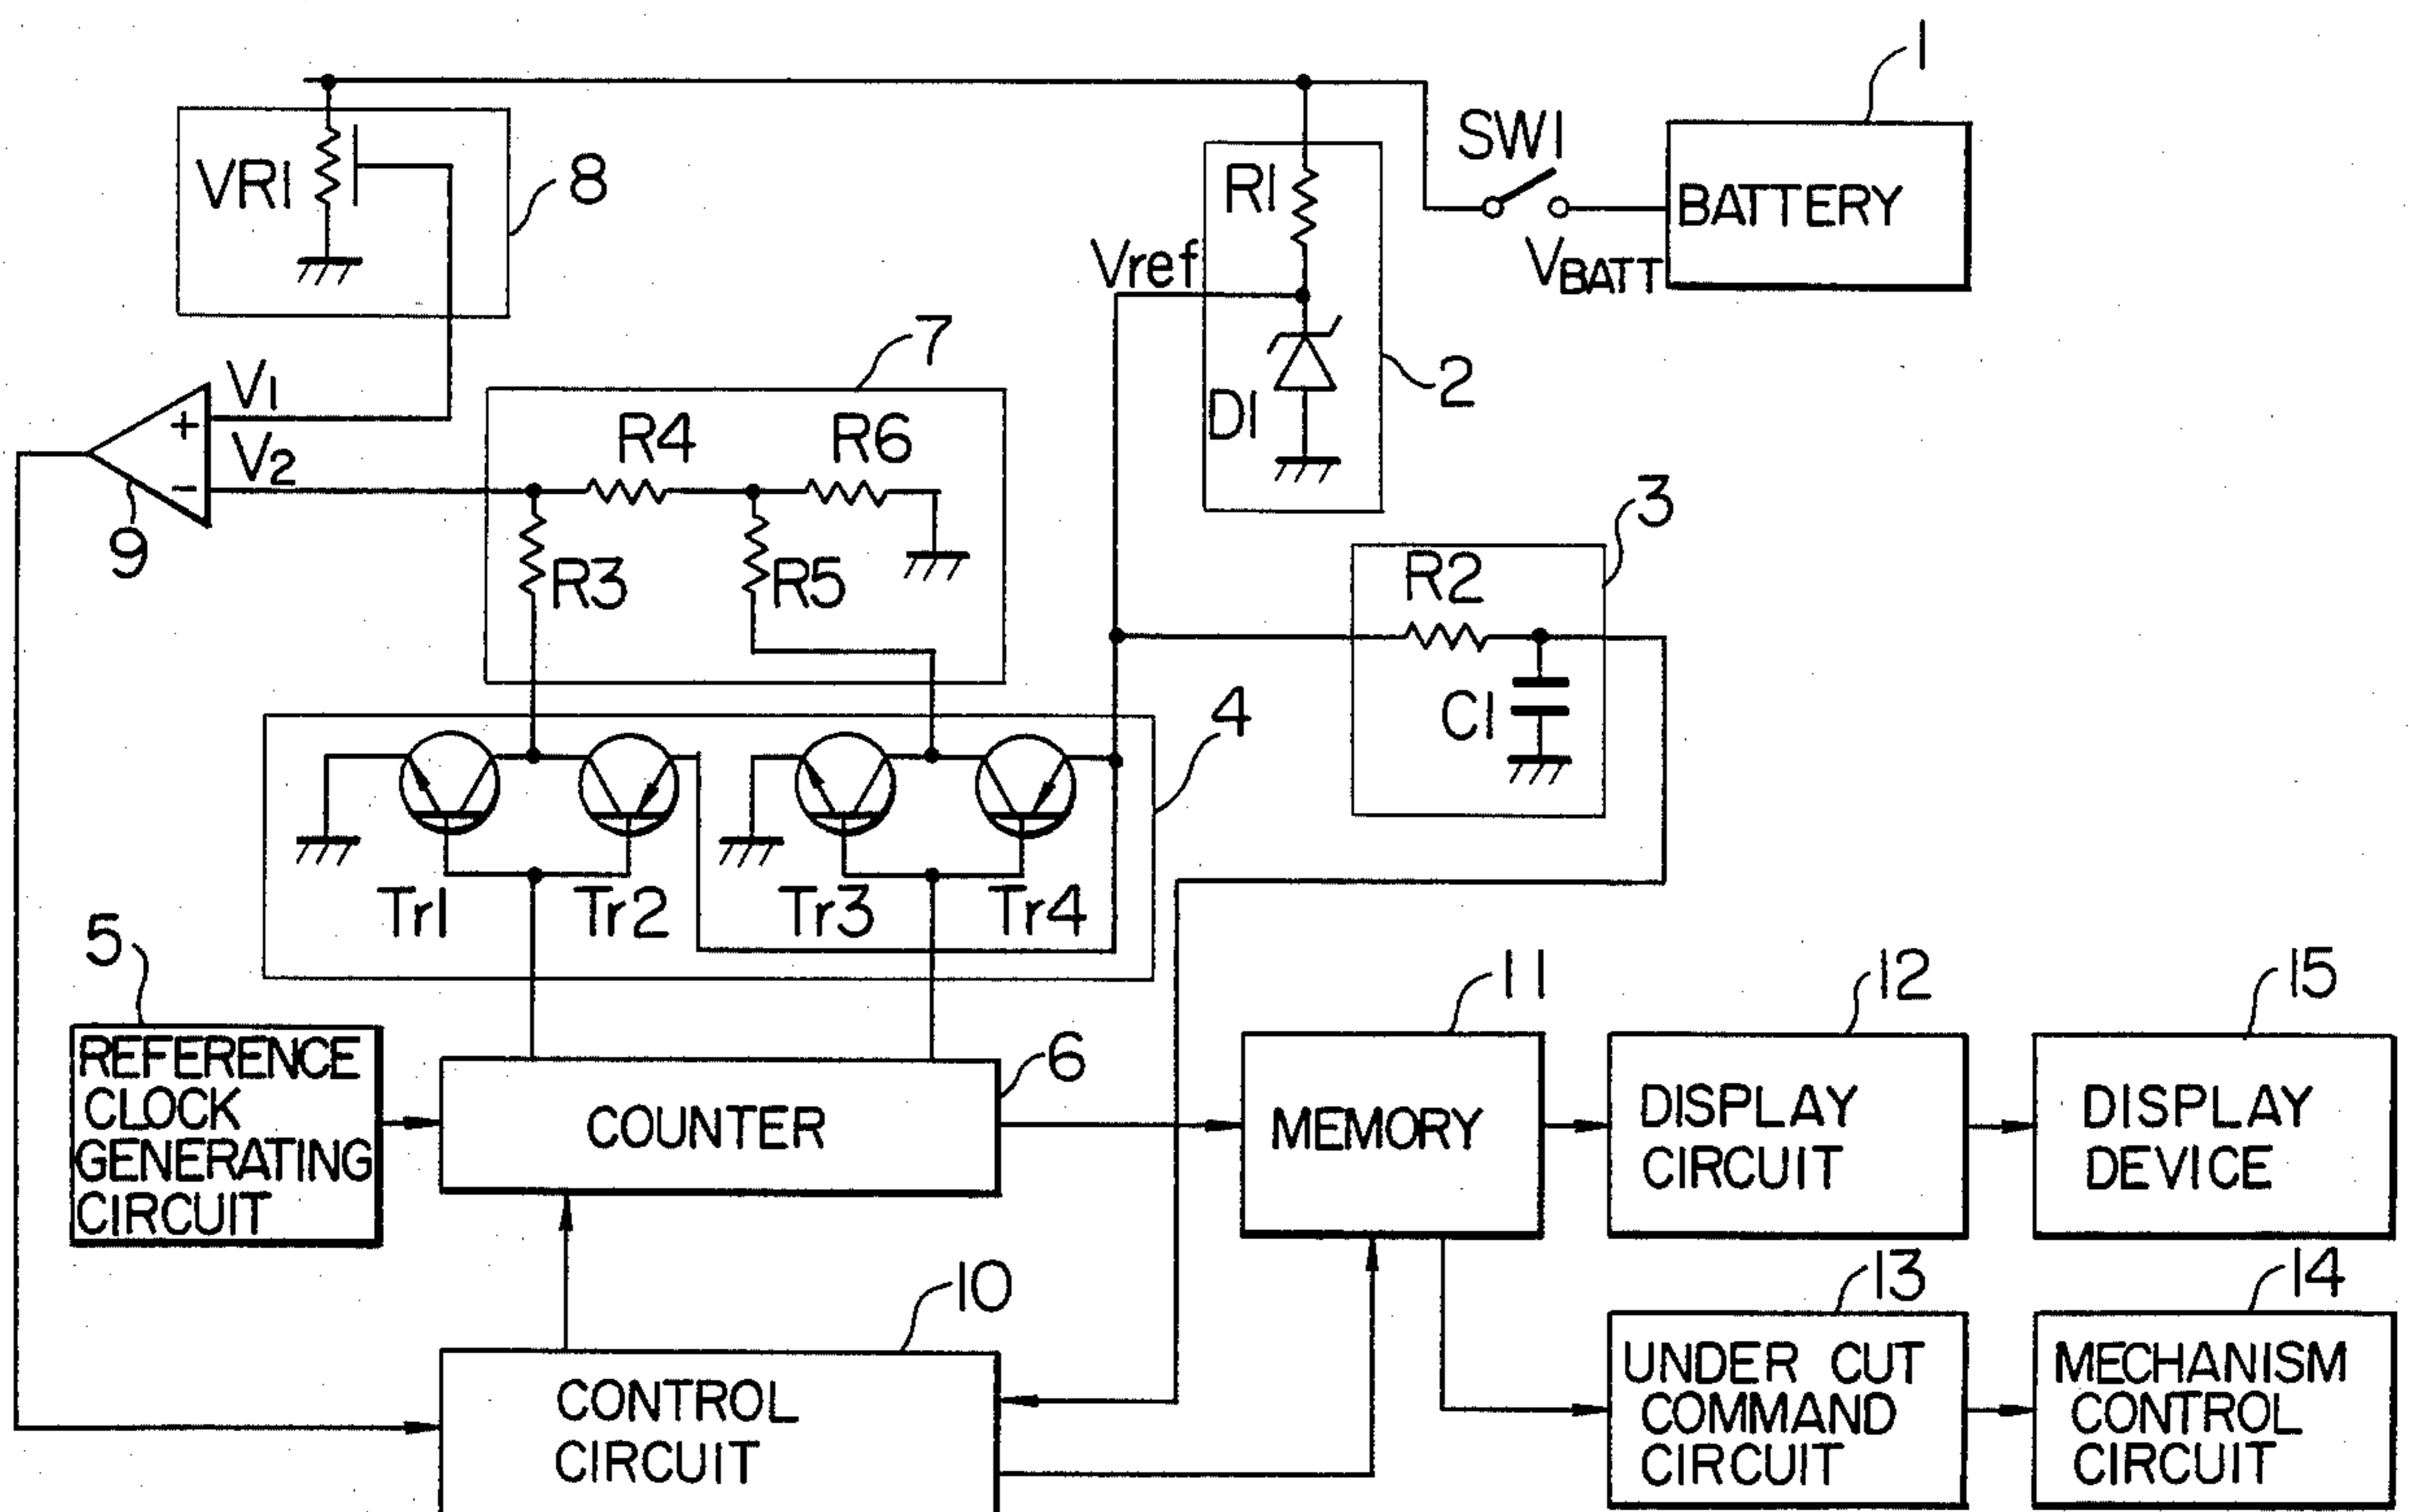 1
SW1
BATTERY
VBATT
VR1
8
R1
Vref
D1
2
7
V1
+
V2
-
9
R4
R6
R3
R5
3
R2
C1
4
Tr1
Tr2
Tr3
Tr4
5
REFERENCE
CLOCK
GENERATING
CIRCUIT
6
COUNTER
11
MEMORY
12
DISPLAY
CIRCUIT
15
DISPLAY
DEVICE
10
CONTROL
CIRCUIT
13
UNDER CUT
COMMAND
CIRCUIT
14
MECHANISM
CONTROL
CIRCUIT